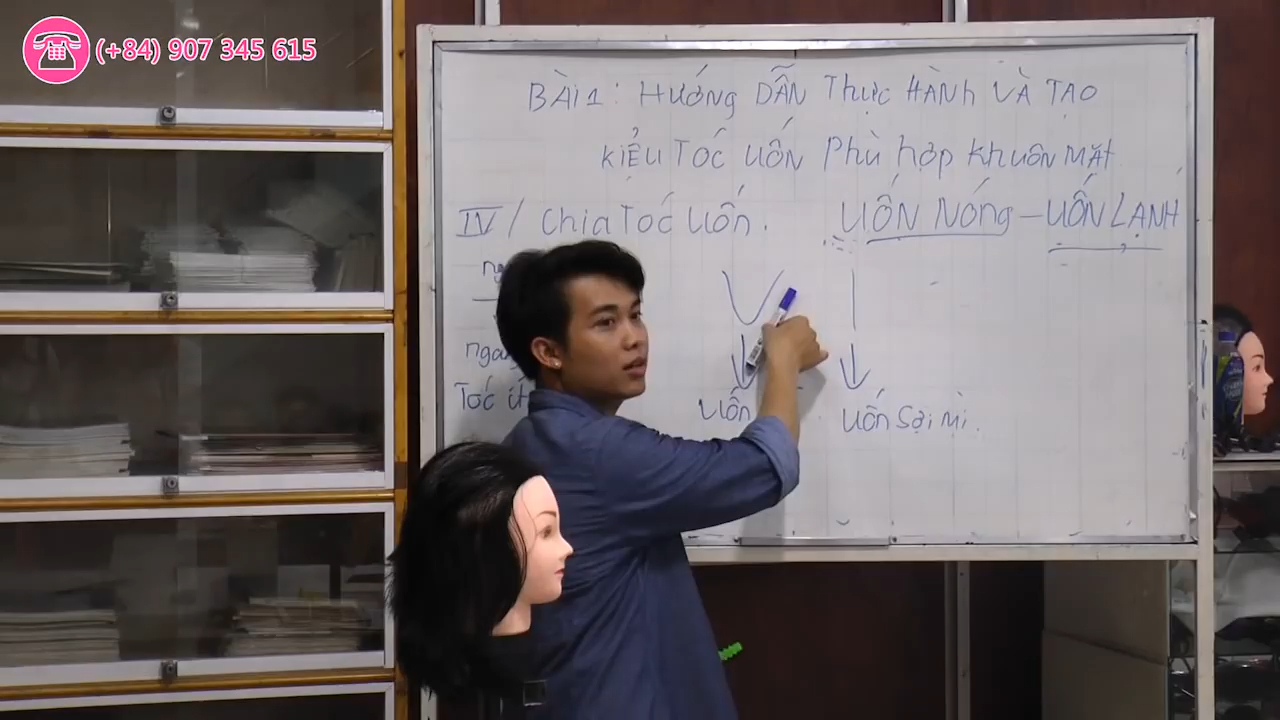 (+84) 907 345 615
BÀI 1: HƯỚNG DẪN THỰC HÀNH VÀ TẠO
KIỂU TÓC UỐN PHÙ HỢP KHUÔN MẶT
IV / Chia Tóc Uốn. UỐN NÓNG - UỐN LẠNH
Tóc
Uốn
Uốn Sợi Mì.